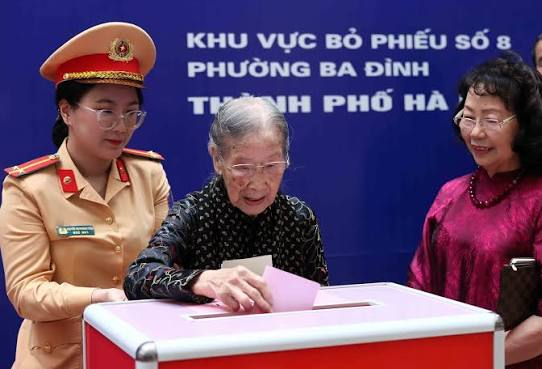 KHU VỰC BỎ PHIẾU SỐ 8
PHƯỜNG BA ĐÌNH
THÀNH PHỐ HÀ